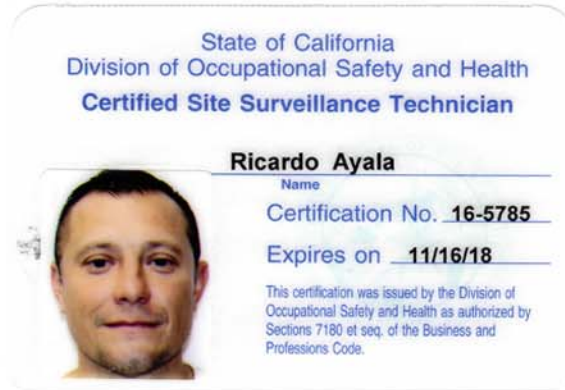 State of California
Division of Occupational Safety and Health
Certified Site Surveillance Technician
Ricardo Ayala
Name
Certification No. 16-5785
Expires on 11/16/18
This certification was issued by the Division of
Occupational Safety and Health as authorized by
Sections 7180 et seq. of the Business and
Professions Code.